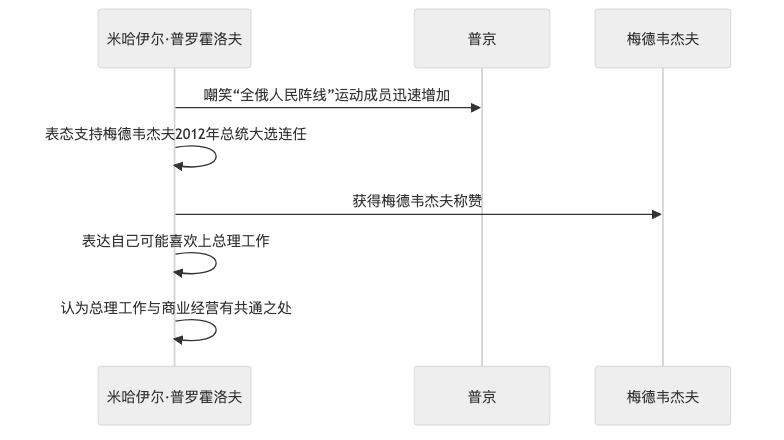 米哈伊尔·普罗霍洛夫
普京
梅德韦杰夫
嘲笑“全俄人民阵线”运动成员迅速增加
表态支持梅德韦杰夫2012年总统大选连任
获得梅德韦杰夫称赞
表达自己可能喜欢上总理工作
认为总理工作与商业经营有共通之处
米哈伊尔·普罗霍洛夫
普京
梅德韦杰夫